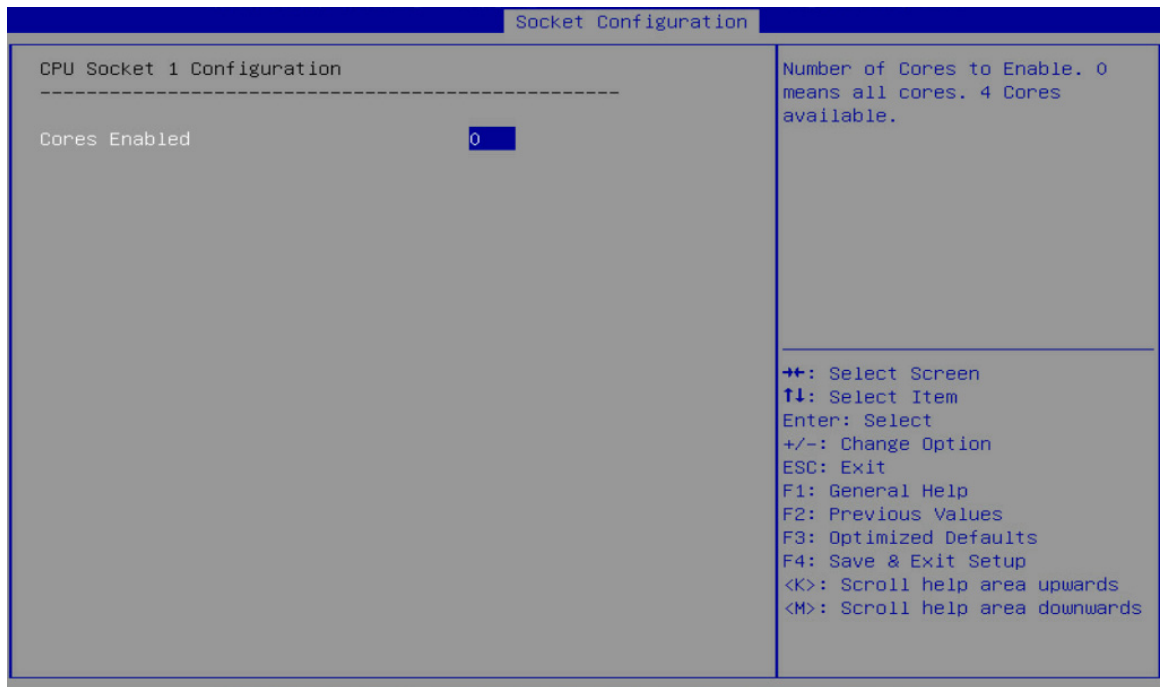 Socket Configuration
CPU Socket 1 Configuration
--------------------------------------------------
Cores Enabled 0
Number of Cores to Enable. 0
means all cores. 4 Cores
available.
→←: Select Screen
↑↓: Select Item
Enter: Select
+/-: Change Option
ESC: Exit
F1: General Help
F2: Previous Values
F3: Optimized Defaults
F4: Save & Exit Setup
<K>: Scroll help area upwards
<M>: Scroll help area downwards